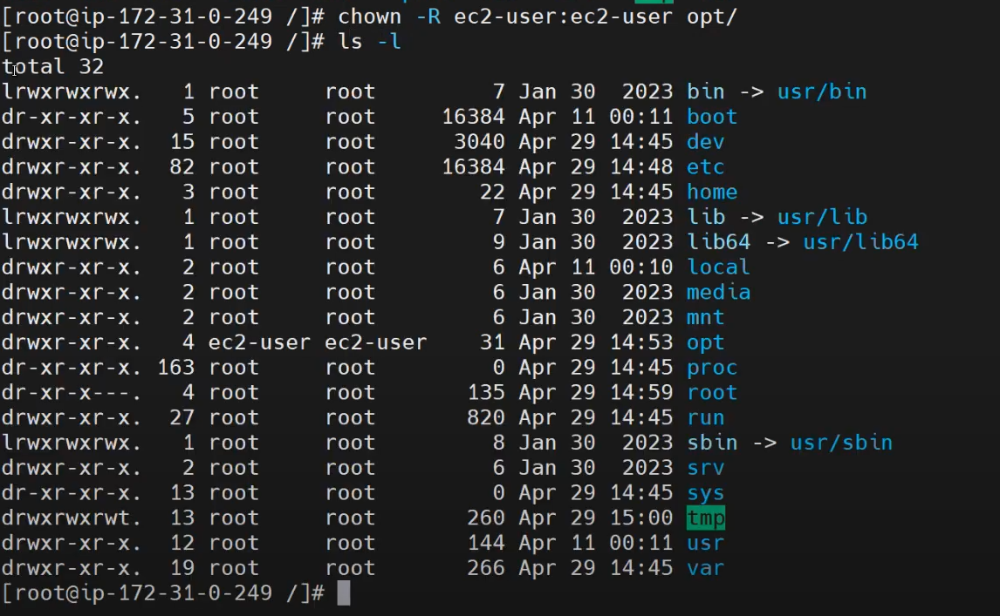 [root@ip-172-31-0-249 /]# chown -R ec2-user:ec2-user opt/
[root@ip-172-31-0-249 /]# ls -l
total 32
lrwxrwxrwx.   1 root     root            7 Jan 30  2023 bin -> usr/bin
dr-xr-xr-x.   5 root     root        16384 Apr 11 00:11 boot
drwxr-xr-x.  15 root     root         3040 Apr 29 14:45 dev
drwxr-xr-x.  82 root     root        16384 Apr 29 14:48 etc
drwxr-xr-x.   3 root     root           22 Apr 29 14:45 home
lrwxrwxrwx.   1 root     root            7 Jan 30  2023 lib -> usr/lib
lrwxrwxrwx.   1 root     root            9 Jan 30  2023 lib64 -> usr/lib64
drwxr-xr-x.   2 root     root            6 Apr 11 00:10 local
drwxr-xr-x.   2 root     root            6 Jan 30  2023 media
drwxr-xr-x.   2 root     root            6 Jan 30  2023 mnt
drwxr-xr-x.   4 ec2-user ec2-user       31 Apr 29 14:53 opt
dr-xr-xr-x. 163 root     root            0 Apr 29 14:45 proc
dr-xr-x---.   4 root     root          135 Apr 29 14:59 root
drwxr-xr-x.  27 root     root          820 Apr 29 14:45 run
lrwxrwxrwx.   1 root     root            8 Jan 30  2023 sbin -> usr/sbin
drwxr-xr-x.   2 root     root            6 Jan 30  2023 srv
dr-xr-xr-x.  13 root     root            0 Apr 29 14:45 sys
drwxrwxrwt.  13 root     root          260 Apr 29 15:00 tmp
drwxr-xr-x.  12 root     root          144 Apr 11 00:11 usr
drwxr-xr-x.  19 root     root          266 Apr 29 14:45 var
[root@ip-172-31-0-249 /]#